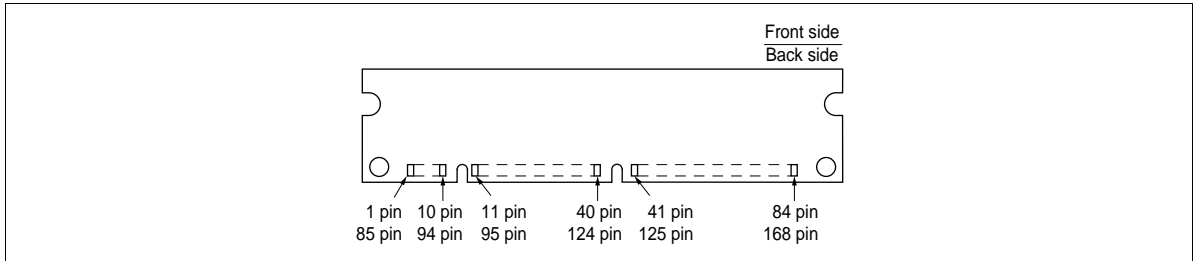 Front side
Back side
1 pin 10 pin 11 pin 40 pin 41 pin 84 pin
85 pin 94 pin 95 pin 124 pin 125 pin 168 pin